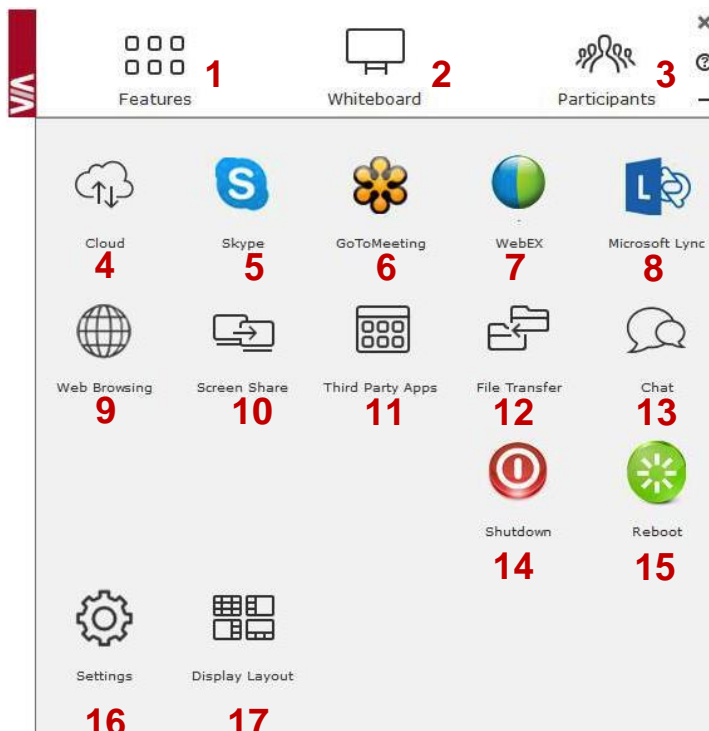 VIA
1
2
3
Features
Whiteboard
Participants
Cloud
Skype
GoToMeeting
WebEX
Microsoft Lync
4
5
6
7
8
Web Browsing
Screen Share
Third Party Apps
File Transfer
Chat
9
10
11
12
13
Shutdown
Reboot
14
15
Settings
Display Layout
16
17